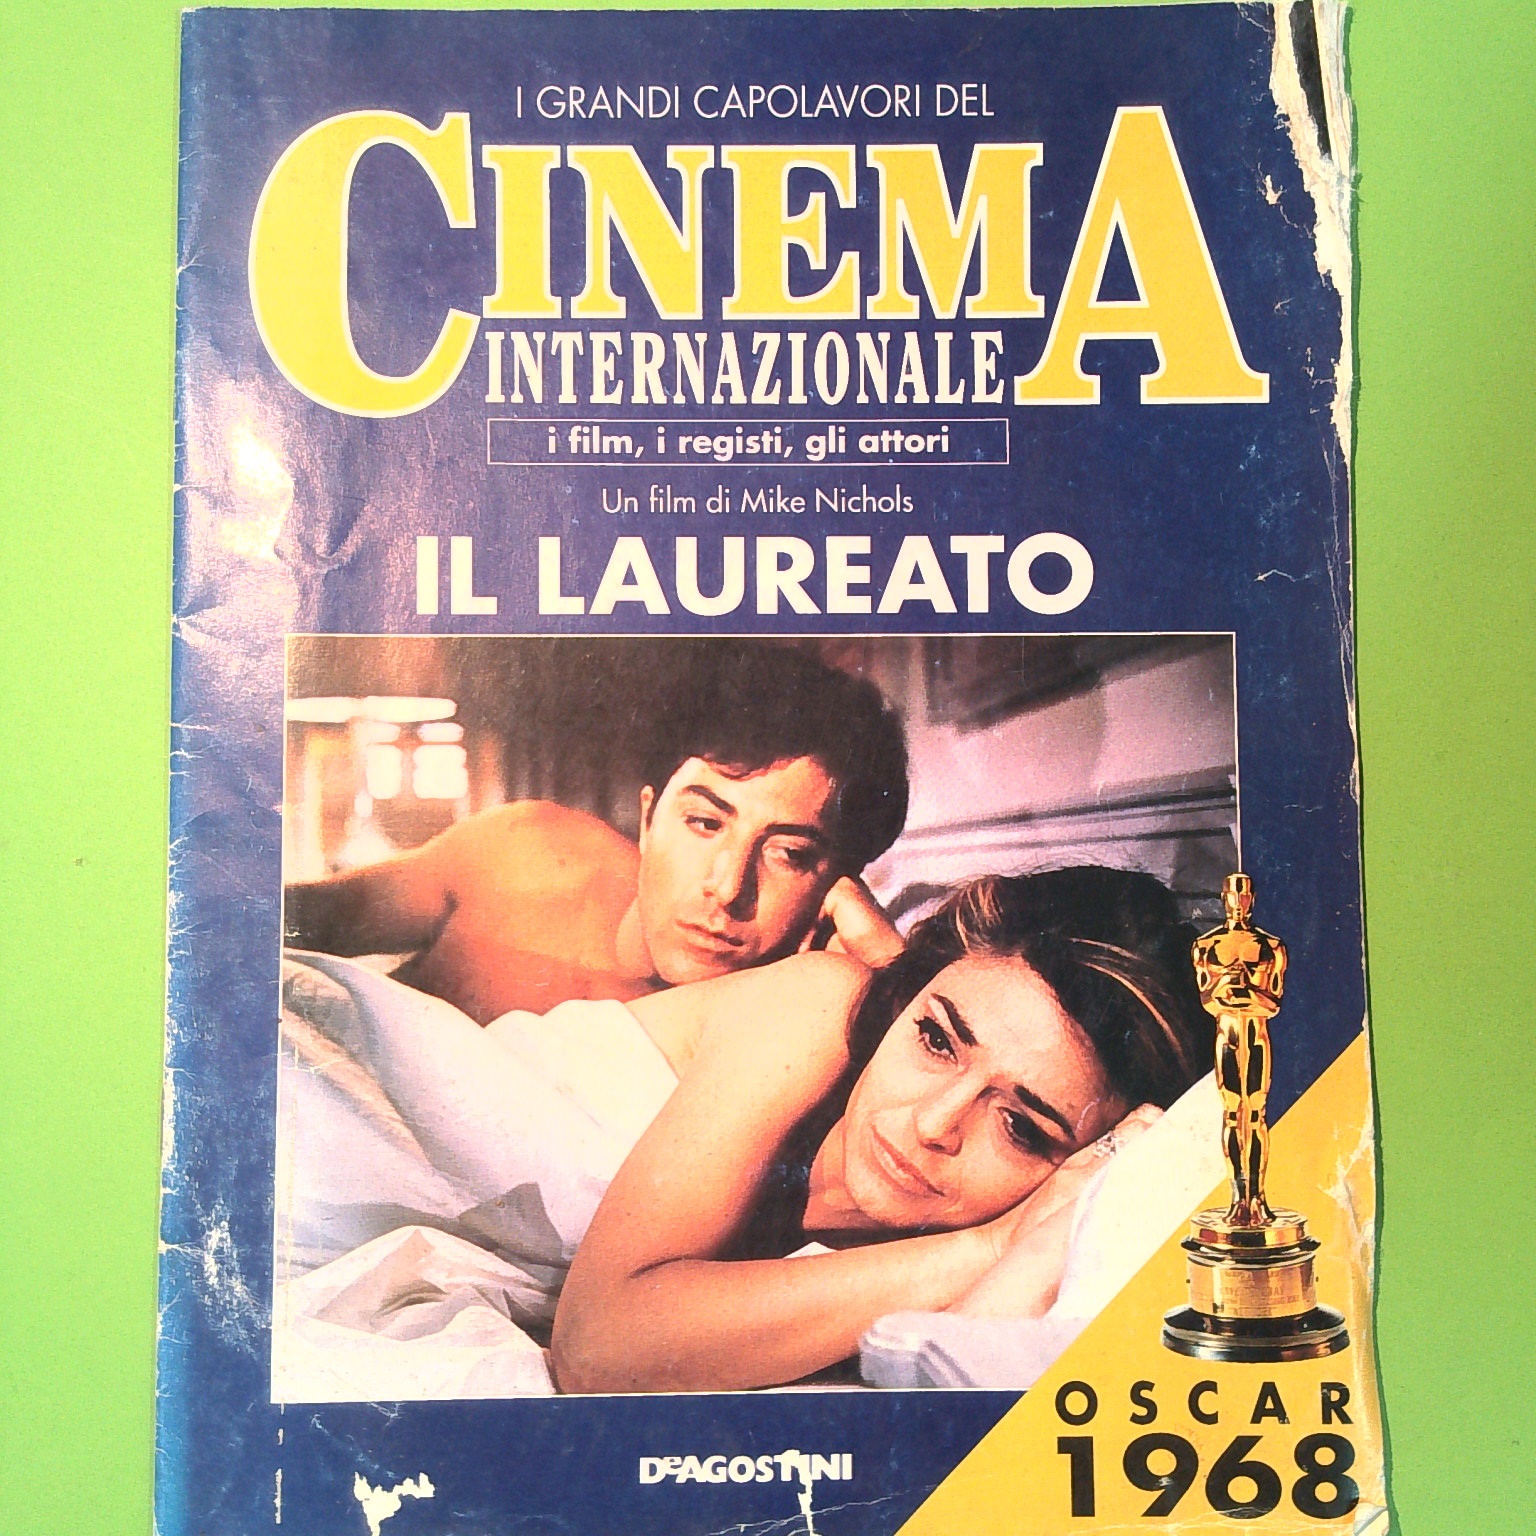 I GRANDI CAPOLAVORI DEL
CINEMA
INTERNAZIONALE
i film, i registi, gli attori
Un film di Mike Nichols
IL LAUREATO
OSCAR
1968
DeAGOSTINI